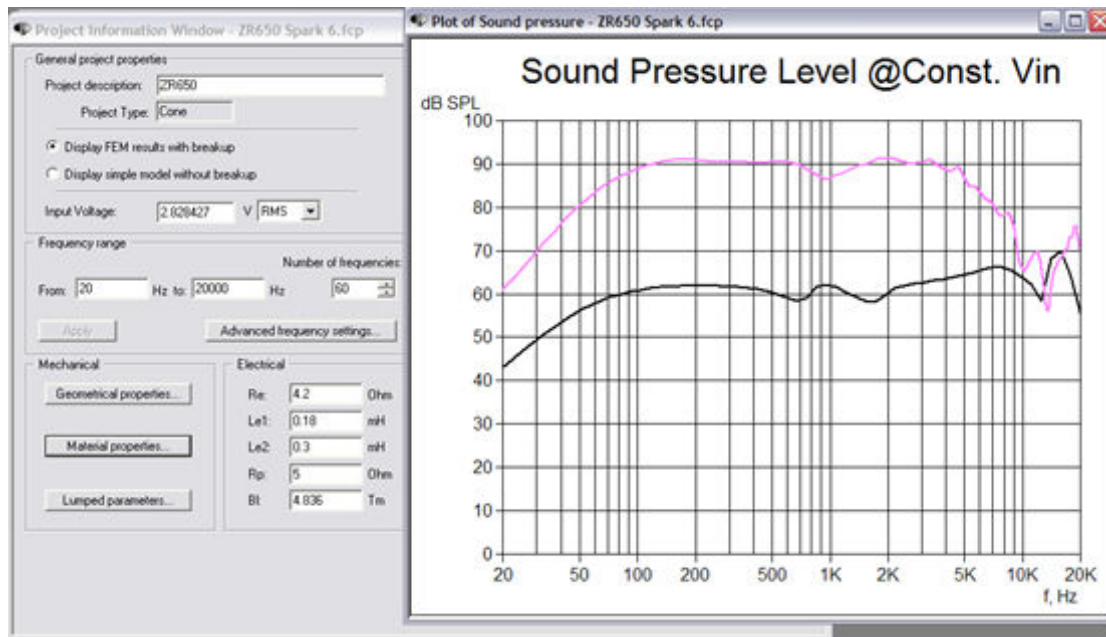 Project Information Window - ZR650 Spark 6.fcp
General project properties
Project description: ZR650
Project Type: Cone
Display FEM results with breakup
Display simple model without breakup
Input Voltage: 2.828427 V RMS
Frequency range
Number of frequencies:
From: 20 Hz to: 20000 Hz 60
Apply Advanced frequency settings...
Mechanical
Geometrical properties...
Material properties...
Lumped parameters...
Electrical
Re: 4.2 Ohm
Le1: 0.18 mH
Le2: 0.3 mH
Rp: 5 Ohm
Bl: 4.836 Tm
Plot of Sound pressure - ZR650 Spark 6.fcp
Sound Pressure Level @Const. Vin
dB SPL
100
90
80
70
60
50
40
30
20
10
0
20 50 100 200 500 1K 2K 5K 10K 20K
f, Hz